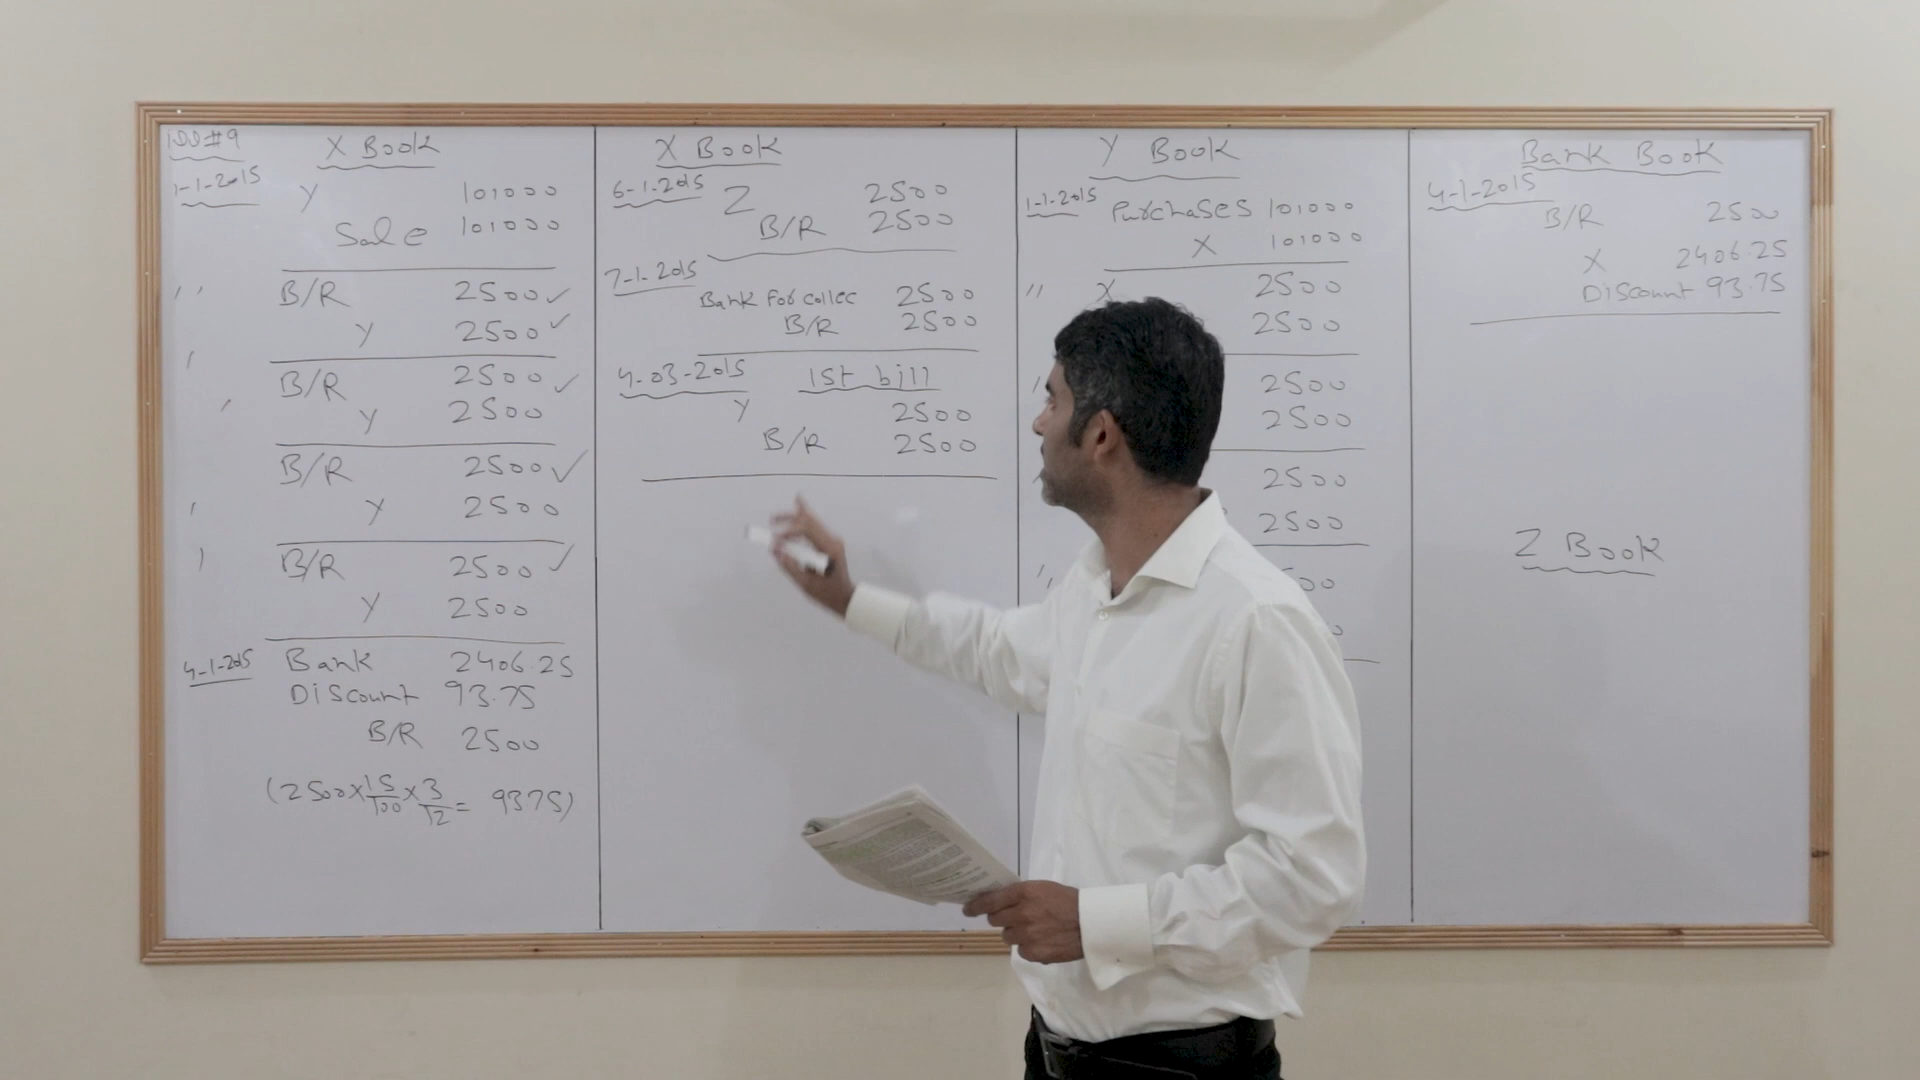 X Book
1-1-2015
Y 101000
Sale 101000
B/R 2500 ✓
Y 2500 ✓
B/R 2500 ✓
Y 2500
B/R 2500 ✓
Y 2500
B/R 2500 ✓
Y 2500
4-1-2015 Bank 2406.25
Discount 93.75
B/R 2500
(2500×15/100×3/12= 93.75)
X Book
6-1-2015 Z 2500
B/R 2500
7-1-2015
Bank For collec 2500
B/R 2500
4-03-2015 1st bill
Y 2500
B/R 2500
Y Book
1-1-2015 Purchases 101000
X 101000
" X 2500
2500
2500
2500
2500
2500
Bank Book
4-1-2015
B/R 2500
X 2406.25
Discount 93.75
Z Book